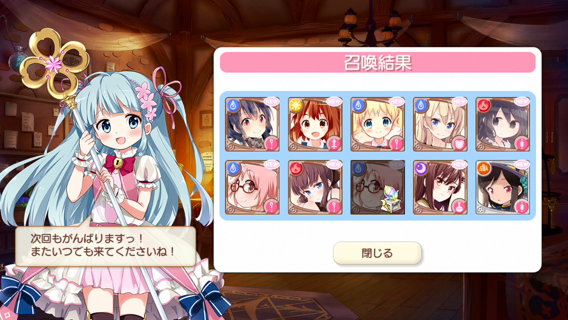 召喚結果
次回もがんばりますっ！
またいつでも来てくださいね！
閉じる